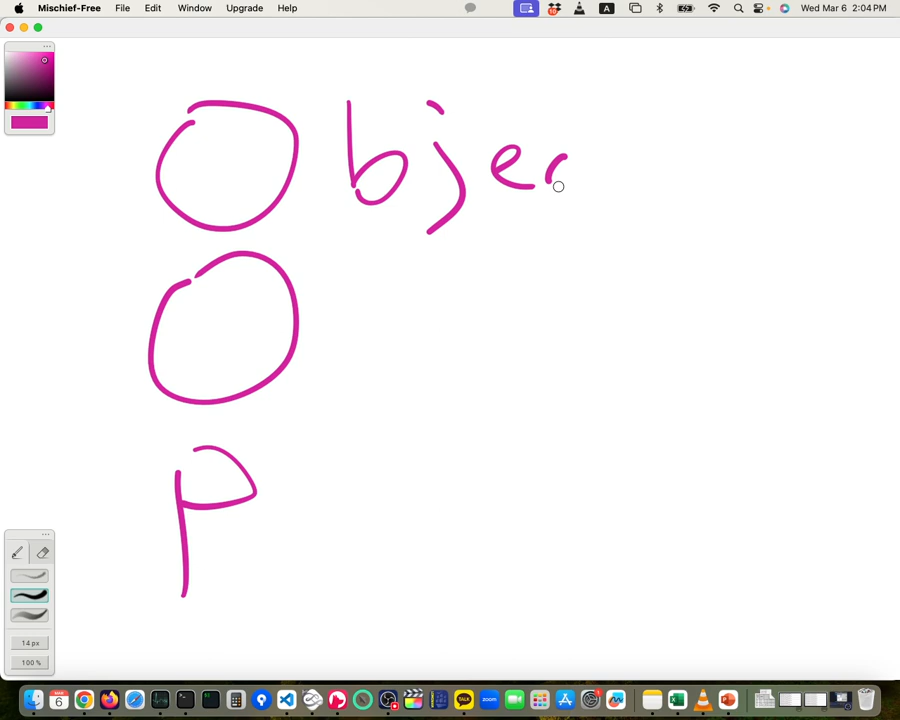 Mischief-Free File Edit Window Upgrade Help A Wed Mar 6 2:04 PM
Objec
O
P
14 px
100 %